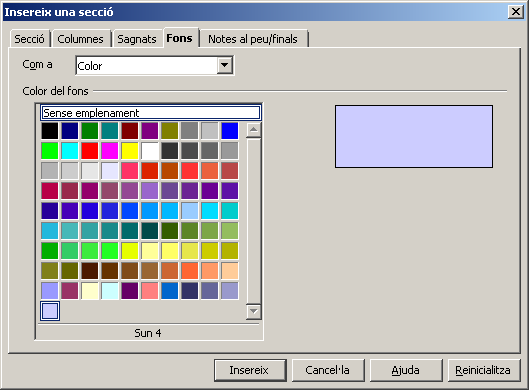 Insereix una secció
Secció Columnes Sagnats Fons Notes al peu/finals
Com a Color
Color del fons
Sense emplenament
Sun 4
Insereix Cancel·la Ajuda Reinicialitza